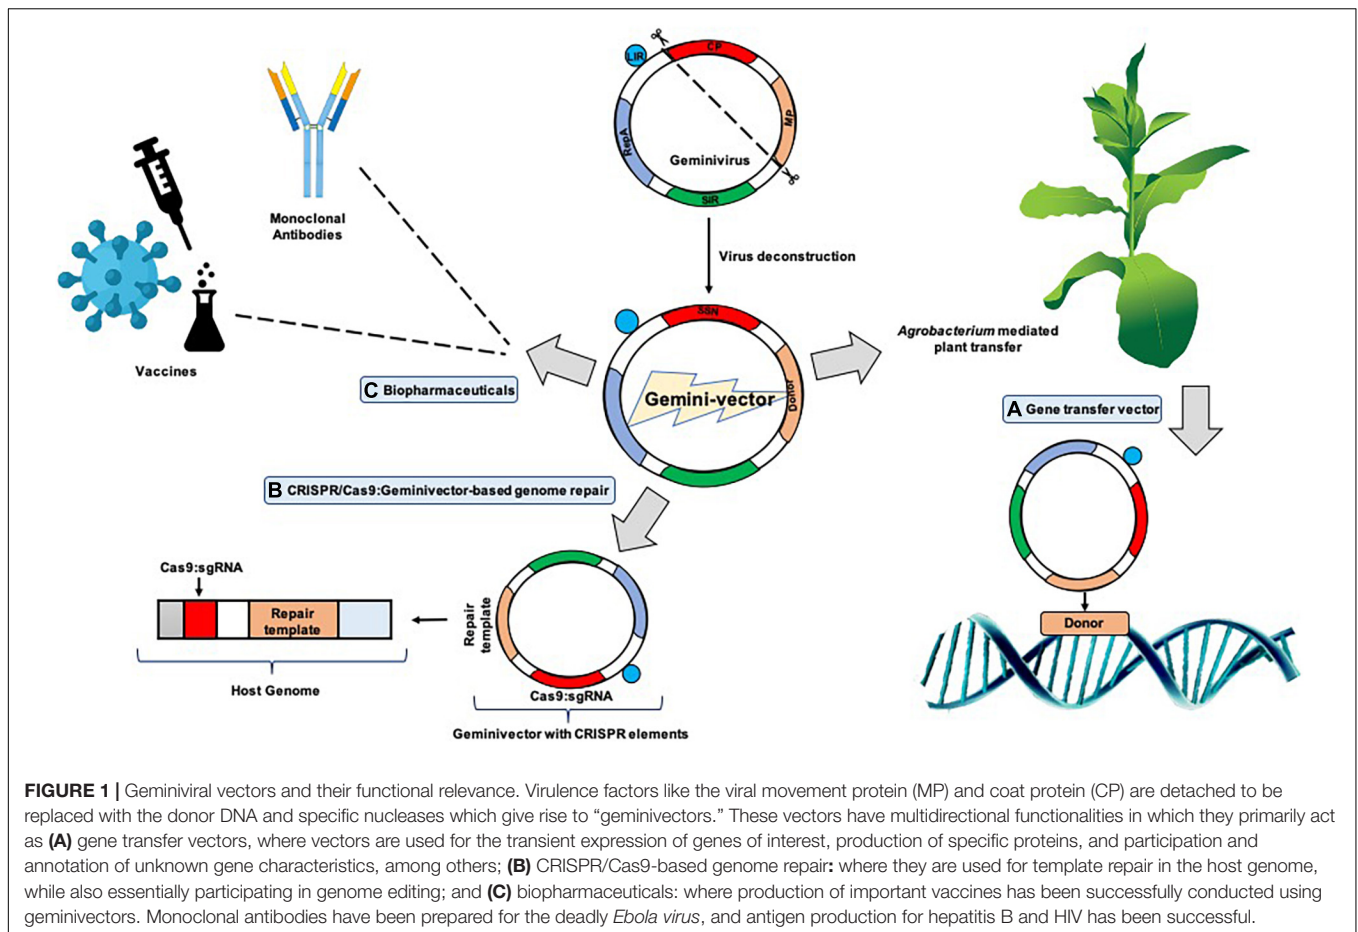 LIR
CP
MP
RepA
Geminivirus
SIR
Monoclonal
Antibodies
Virus deconstruction
Vaccines
SSN
Donor
Gemini-vector
Agrobacterium mediated
plant transfer
C Biopharmaceuticals
A Gene transfer vector
B CRISPR/Cas9:Geminivector-based genome repair
Cas9:sgRNA
Repair
template
Host Genome
Repair
template
Cas9:sgRNA
Geminivector with CRISPR elements
Donor
FIGURE 1 | Geminiviral vectors and their functional relevance. Virulence factors like the viral movement protein (MP) and coat protein (CP) are detached to be
replaced with the donor DNA and specific nucleases which give rise to “geminivectors.” These vectors have multidirectional functionalities in which they primarily act
as (A) gene transfer vectors, where vectors are used for the transient expression of genes of interest, production of specific proteins, and participation and
annotation of unknown gene characteristics, among others; (B) CRISPR/Cas9-based genome repair: where they are used for template repair in the host genome,
while also essentially participating in genome editing; and (C) biopharmaceuticals: where production of important vaccines has been successfully conducted using
geminivectors. Monoclonal antibodies have been prepared for the deadly Ebola virus, and antigen production for hepatitis B and HIV has been successful.